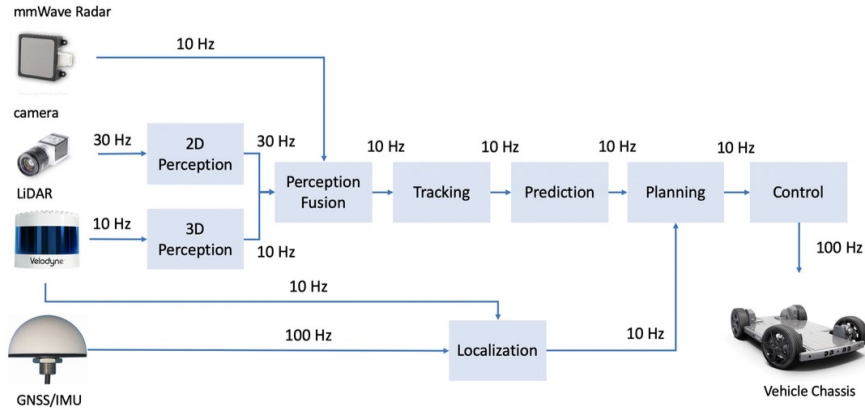 mmWave Radar
10 Hz
camera
30 Hz
2D
Perception
30 Hz
LiDAR
10 Hz
Velodyne
3D
Perception
10 Hz
Perception
Fusion
10 Hz
Tracking
10 Hz
Prediction
10 Hz
Planning
10 Hz
Control
100 Hz
10 Hz
GNSS/IMU
100 Hz
Localization
10 Hz
Vehicle Chassis